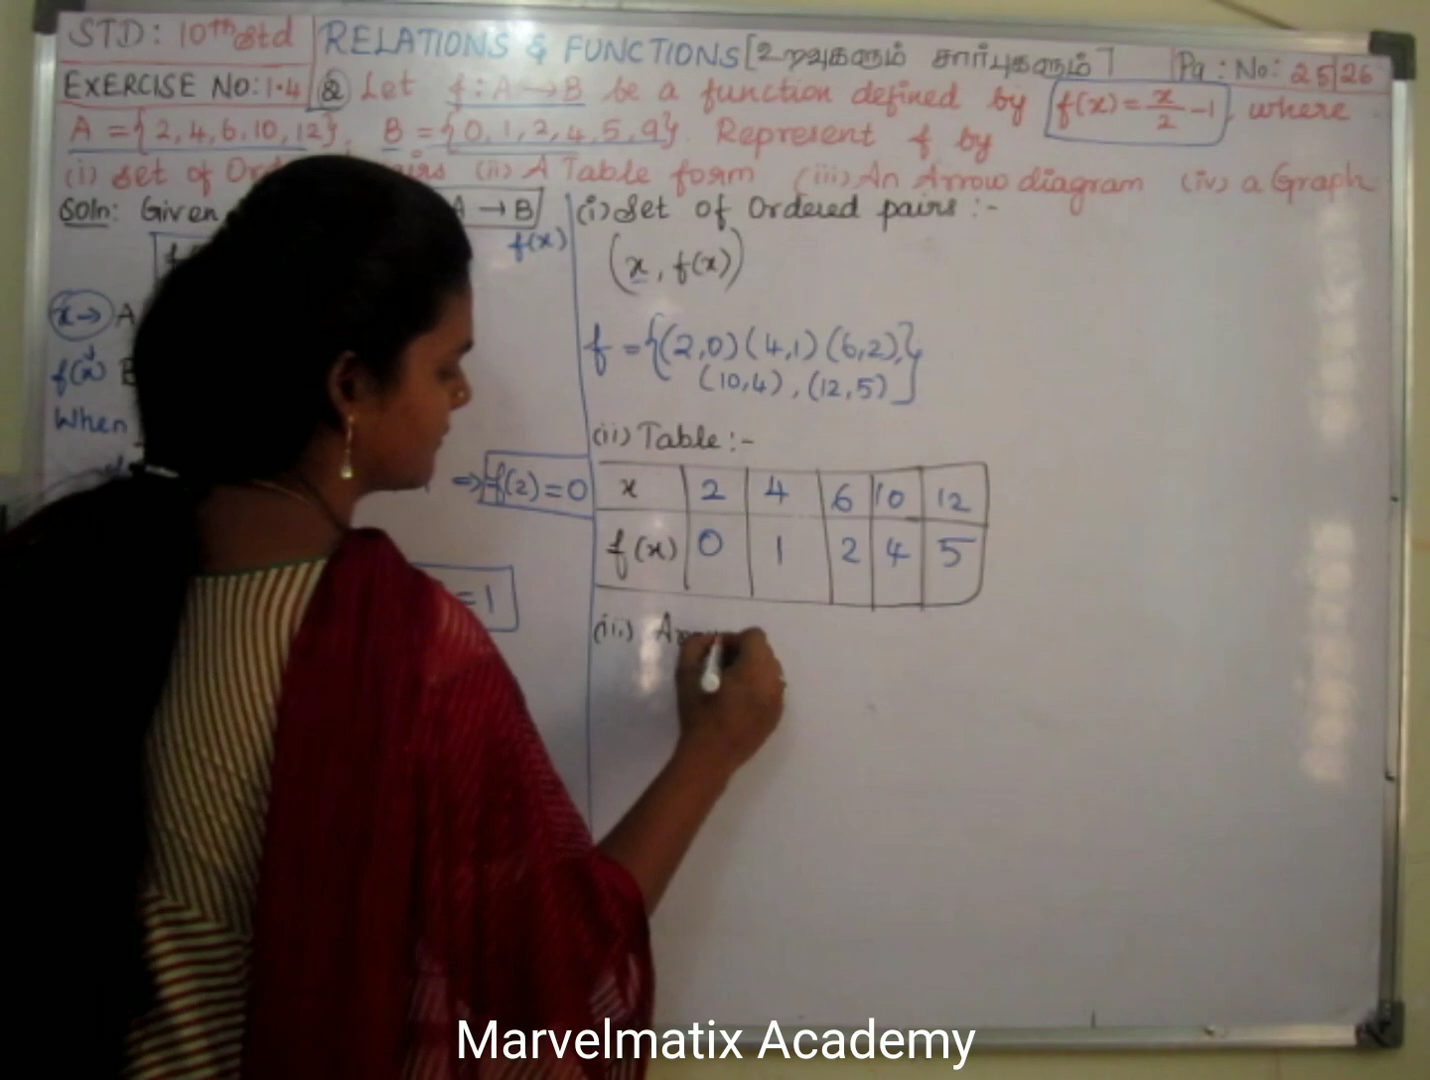 STD: 10th Std RELATIONS & FUNCTIONS [உறவுகளும் சார்புகளும்] Pg: No: 25|26
EXERCISE NO: 1.4 ② Let f : A → B be a function defined by f(x) = x/2 - 1, where
A = {2, 4, 6, 10, 12}, B = {0, 1, 2, 4, 5, 9}. Represent f by
(i) set of (ii) A Table form (iii) An Arrow diagram (iv) a Graph
Soln: Given A → B
f(x)
x → A
f(x)
When
⇒ f(2) = 0
= 1
(i) Set of Ordered pairs :-
(x, f(x))
f = {(2,0) (4,1) (6,2),
(10,4), (12,5)}
(ii) Table :-
x 2 4 6 10 12
f(x) 0 1 2 4 5
(iii)
Marvelmatix Academy